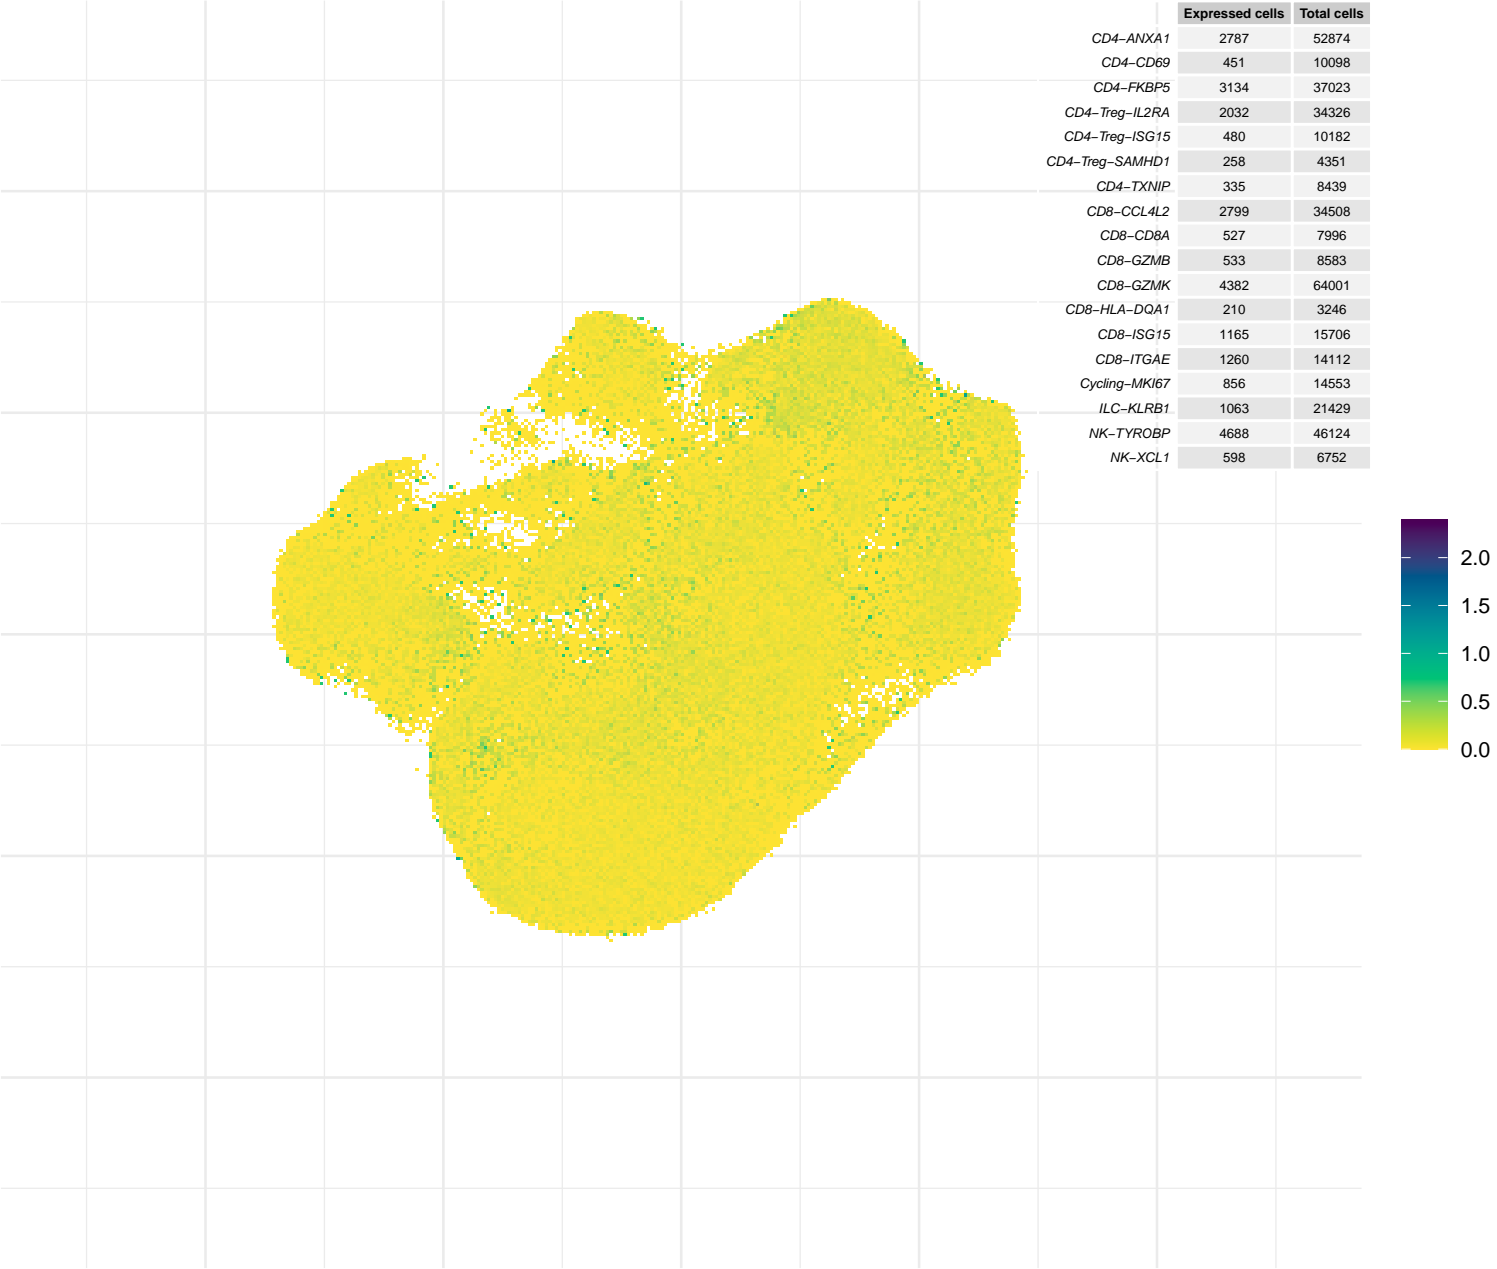 Expressed cells Total cells
CD4−ANXA1 2787 52874
CD4−CD69 451 10098
CD4−FKBP5 3134 37023
CD4−Treg−IL2RA 2032 34326
CD4−Treg−ISG15 480 10182
CD4−Treg−SAMHD1 258 4351
CD4−TXNIP 335 8439
CD8−CCL4L2 2799 34508
CD8−CD8A 527 7996
CD8−GZMB 533 8583
CD8−GZMK 4382 64001
CD8−HLA−DQA1 210 3246
CD8−ISG15 1165 15706
CD8−ITGAE 1260 14112
Cycling−MKI67 856 14553
ILC−KLRB1 1063 21429
NK−TYROBP 4688 46124
NK−XCL1 598 6752
2.0
1.5
1.0
0.5
0.0